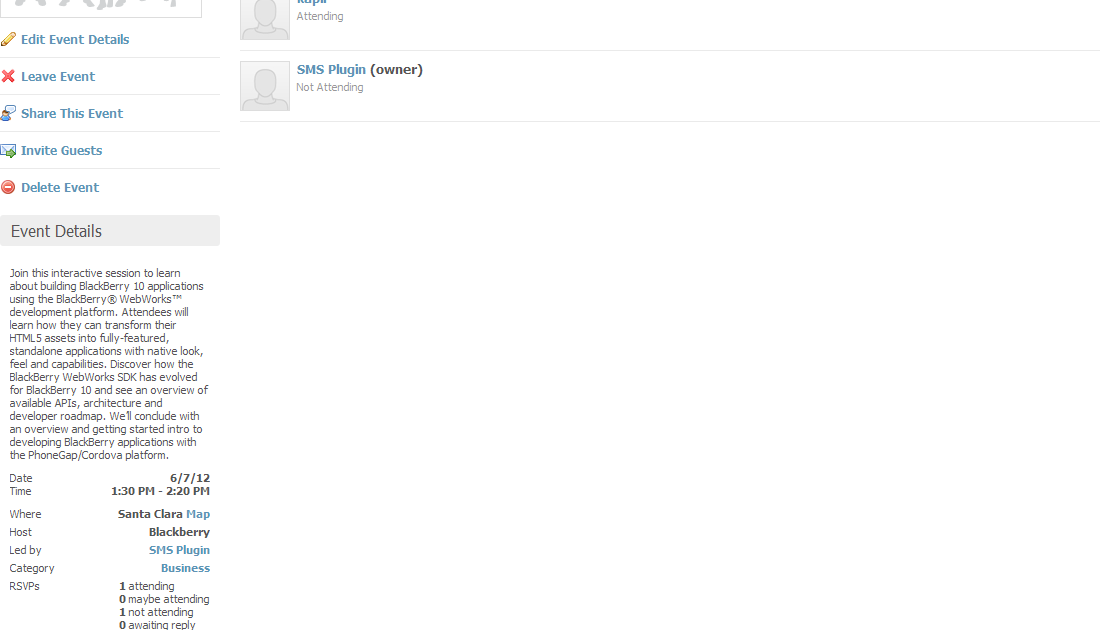 Edit Event Details
Leave Event
Share This Event
Invite Guests
Delete Event
Event Details
Join this interactive session to learn
about building BlackBerry 10 applications
using the BlackBerry® WebWorks™
development platform. Attendees will
learn how they can transform their
HTML5 assets into fully-featured,
standalone applications with native look,
feel and capabilities. Discover how the
BlackBerry WebWorks SDK has evolved
for BlackBerry 10 and see an overview of
available APIs, architecture and
developer roadmap. We'll conclude with
an overview and getting started intro to
developing BlackBerry applications with
the PhoneGap/Cordova platform.
Date 6/7/12
Time 1:30 PM - 2:20 PM
Where Santa Clara Map
Host Blackberry
Led by SMS Plugin
Category Business
RSVPs 1 attending
0 maybe attending
1 not attending
0 awaiting reply
kapil
Attending
SMS Plugin (owner)
Not Attending